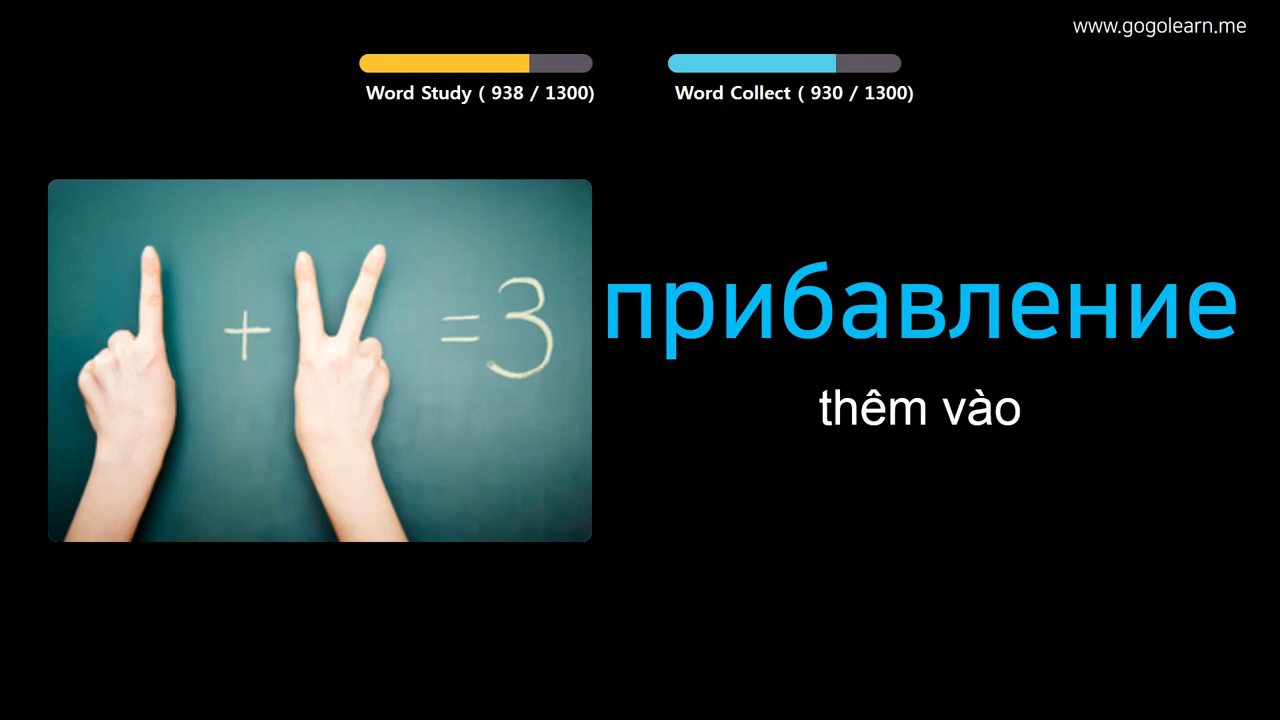 www.gogolearn.me
Word Study ( 938 / 1300)
Word Collect ( 930 / 1300)
+ = 3
прибавление
thêm vào